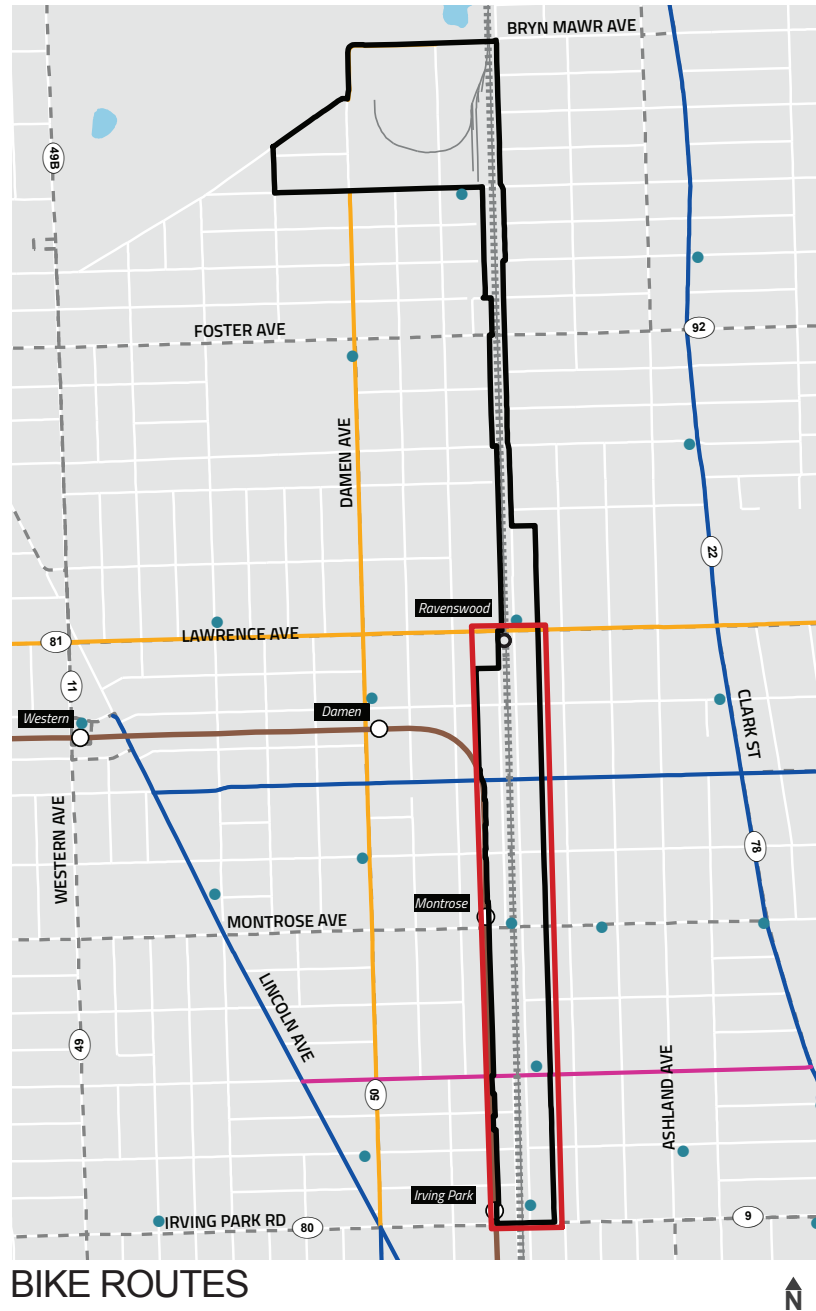 BRYN MAWR AVE
49B
FOSTER AVE
92
DAMEN AVE
22
Ravenswood
81
LAWRENCE AVE
11
Western
Damen
CLARK ST
WESTERN AVE
78
Montrose
MONTROSE AVE
LINCOLN AVE
49
ASHLAND AVE
50
Irving Park
IRVING PARK RD
80
9
BIKE ROUTES
N